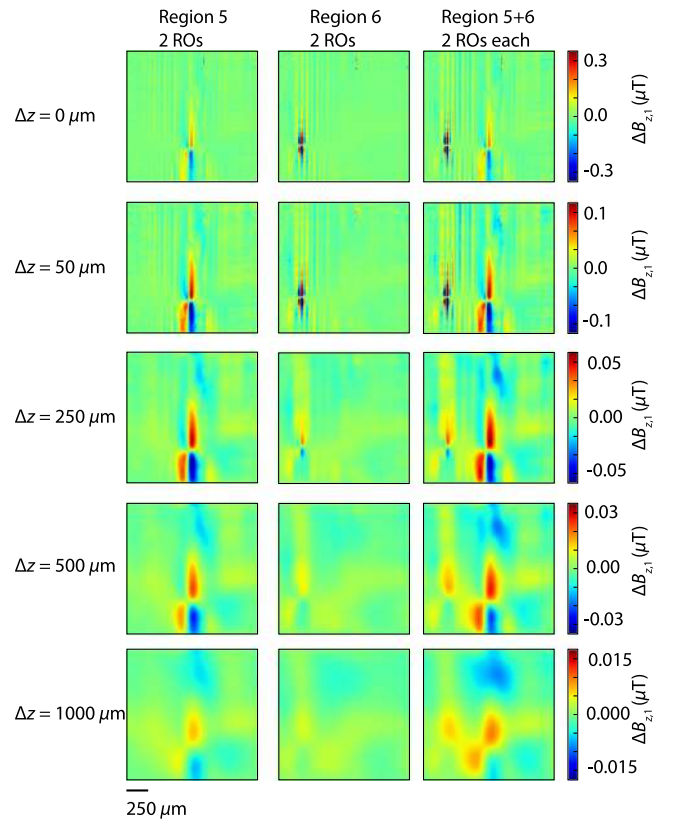 Region 5
2 ROs
Region 6
2 ROs
Region 5+6
2 ROs each
Δz = 0 μm
0.3
0.0
-0.3
ΔB_z,1 (μT)
Δz = 50 μm
0.1
0.0
-0.1
ΔB_z,1 (μT)
Δz = 250 μm
0.05
0.00
-0.05
ΔB_z,1 (μT)
Δz = 500 μm
0.03
0.00
-0.03
ΔB_z,1 (μT)
Δz = 1000 μm
0.015
0.000
-0.015
ΔB_z,1 (μT)
250 μm